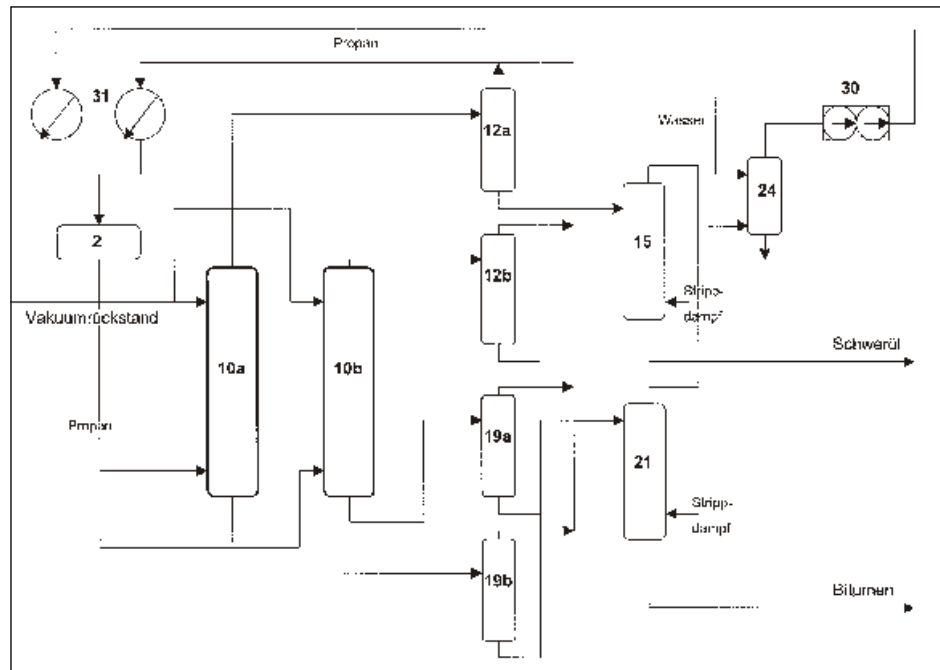 Propan
31
30
12a
Wasser
24
2
15
12b
Stripp-
dampf
Vakuumrückstand
Schweröl
10a
10b
Propan
19a
21
Stripp-
dampf
19b
Bitumen